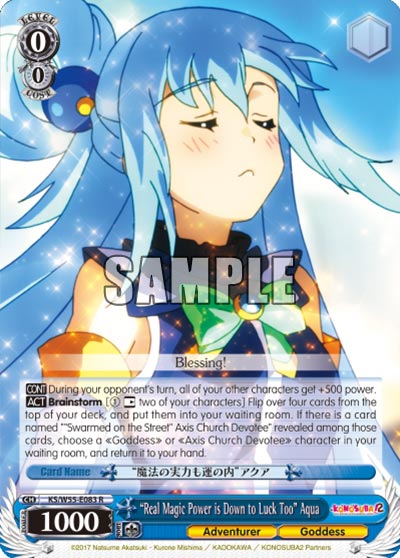 LEVEL
0
0
COST
SAMPLE
Blessing!
CONT During your opponent's turn, all of your other characters get +500 power.
ACT Brainstorm [① two of your characters] Flip over four cards from the
top of your deck, and put them into your waiting room. If there is a card
named ""Swarmed on the Street" Axis Church Devotee" revealed among those
cards, choose a «Goddess» or «Axis Church Devotee» character in your
waiting room, and return it to your hand.
Card Name
“魔法の実力も運の内”アクア
CH
KS/W55-E083 R
POWER
1000
"Real Magic Power is Down to Luck Too" Aqua
KONOSUBA 2
Adventurer
Goddess
©2017 Natsume Akatsuki・Kurone Mishima / KADOKAWA / KONOSUBA2 Partners